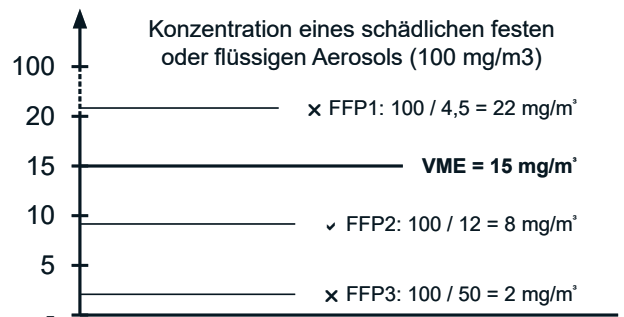 Konzentration eines schädlichen festen
oder flüssigen Aerosols (100 mg/m3)
100
× FFP1: 100 / 4,5 = 22 mg/m³
20
15
VME = 15 mg/m³
10
✓ FFP2: 100 / 12 = 8 mg/m³
5
× FFP3: 100 / 50 = 2 mg/m³